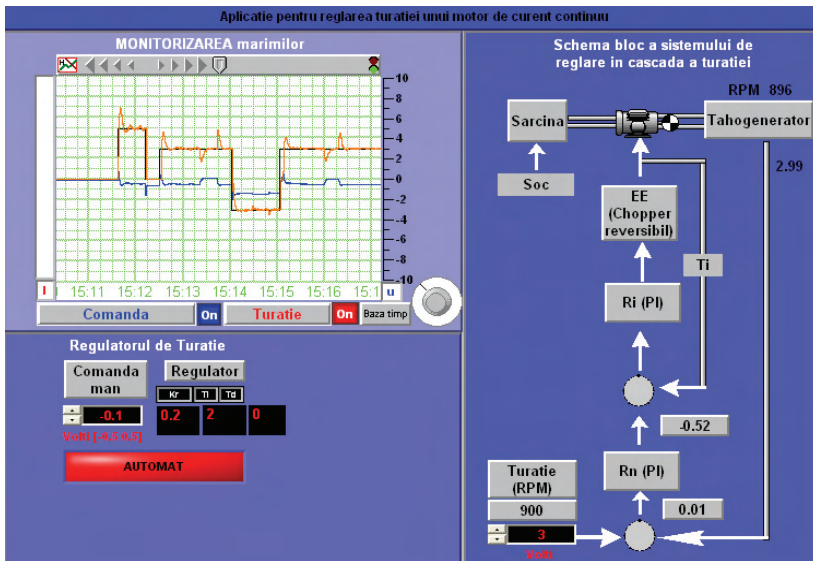 Aplicatie pentru reglarea turatiei unui motor de curent continuu
MONITORIZAREA marimilor
10
8
6
4
2
0
-2
-4
-6
-8
-10
I
15:11 15:12 15:13 15:14 15:15 15:16 15:1
u
Comanda
On
Turatie
On
Baza timp
Regulatorul de Turatie
Comanda
man
Regulator
Kr
TI
Td
-0.1
0.2
2
0
Volti [-0.5 0.5]
AUTOMAT
Schema bloc a sistemului de
reglare in cascada a turatiei
RPM 896
Sarcina
Tahogenerator
2.99
Soc
EE
(Chopper
reversibil)
Ti
Ri (PI)
-0.52
Rn (PI)
Turatie
(RPM)
900
0.01
3
Volti